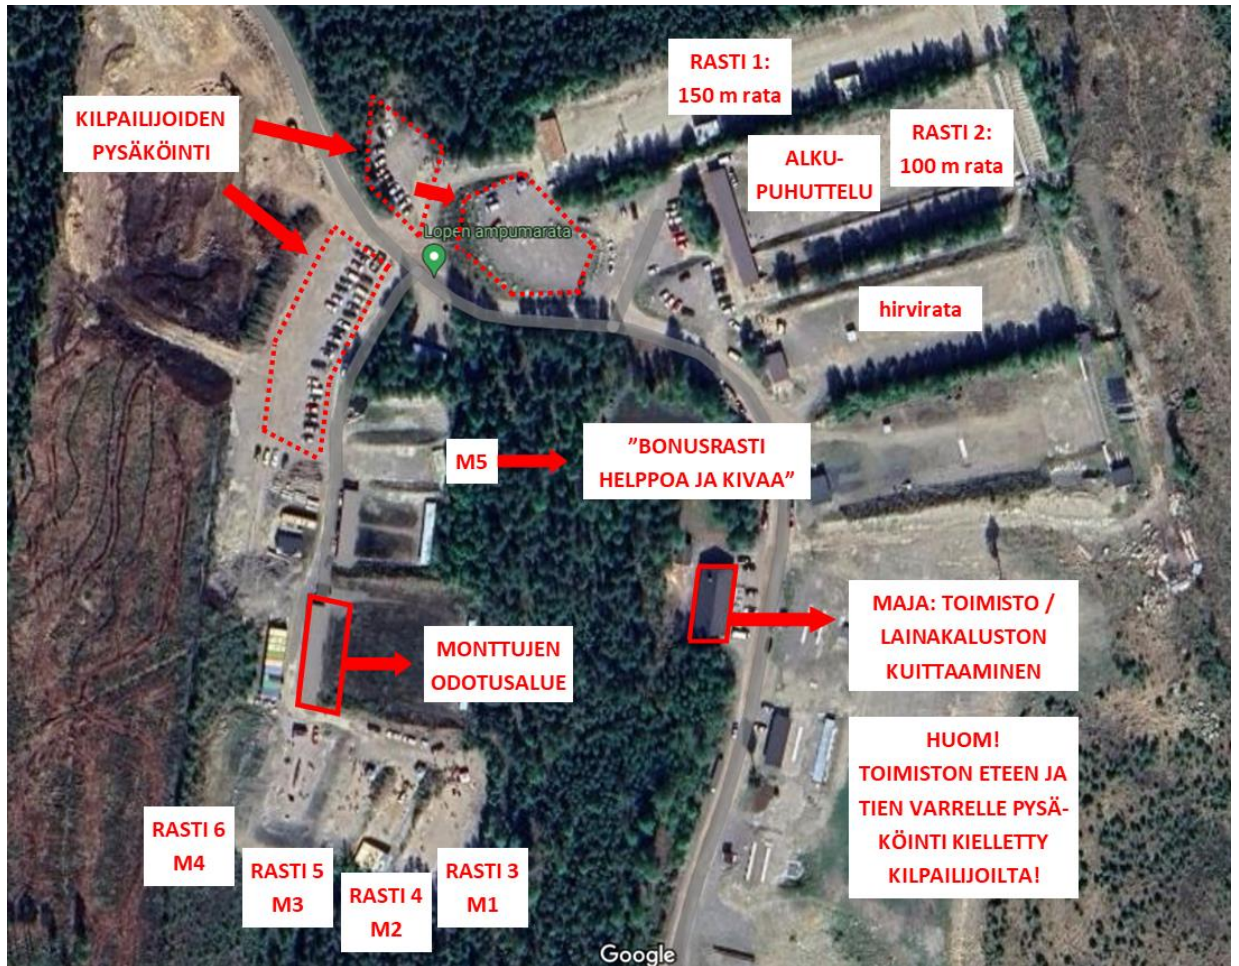 RASTI 1:
150 m rata
KILPAILIJOIDEN
PYSÄKÖINTI
RASTI 2:
100 m rata
ALKU-
PUHUTTELU
Lopen ampumarata
hirvirata
M5
”BONUSRASTI
HELPPOA JA KIVAA”
MAJA: TOIMISTO /
LAINAKALUSTON
KUITTAAMINEN
MONTTUJEN
ODOTUSALUE
HUOM!
TOIMISTON ETEEN JA
TIEN VARRELLE PYSÄ-
KÖINTI KIELLETTY
KILPAILIJOILTA!
RASTI 6
M4
RASTI 5
M3
RASTI 4
M2
RASTI 3
M1
Google